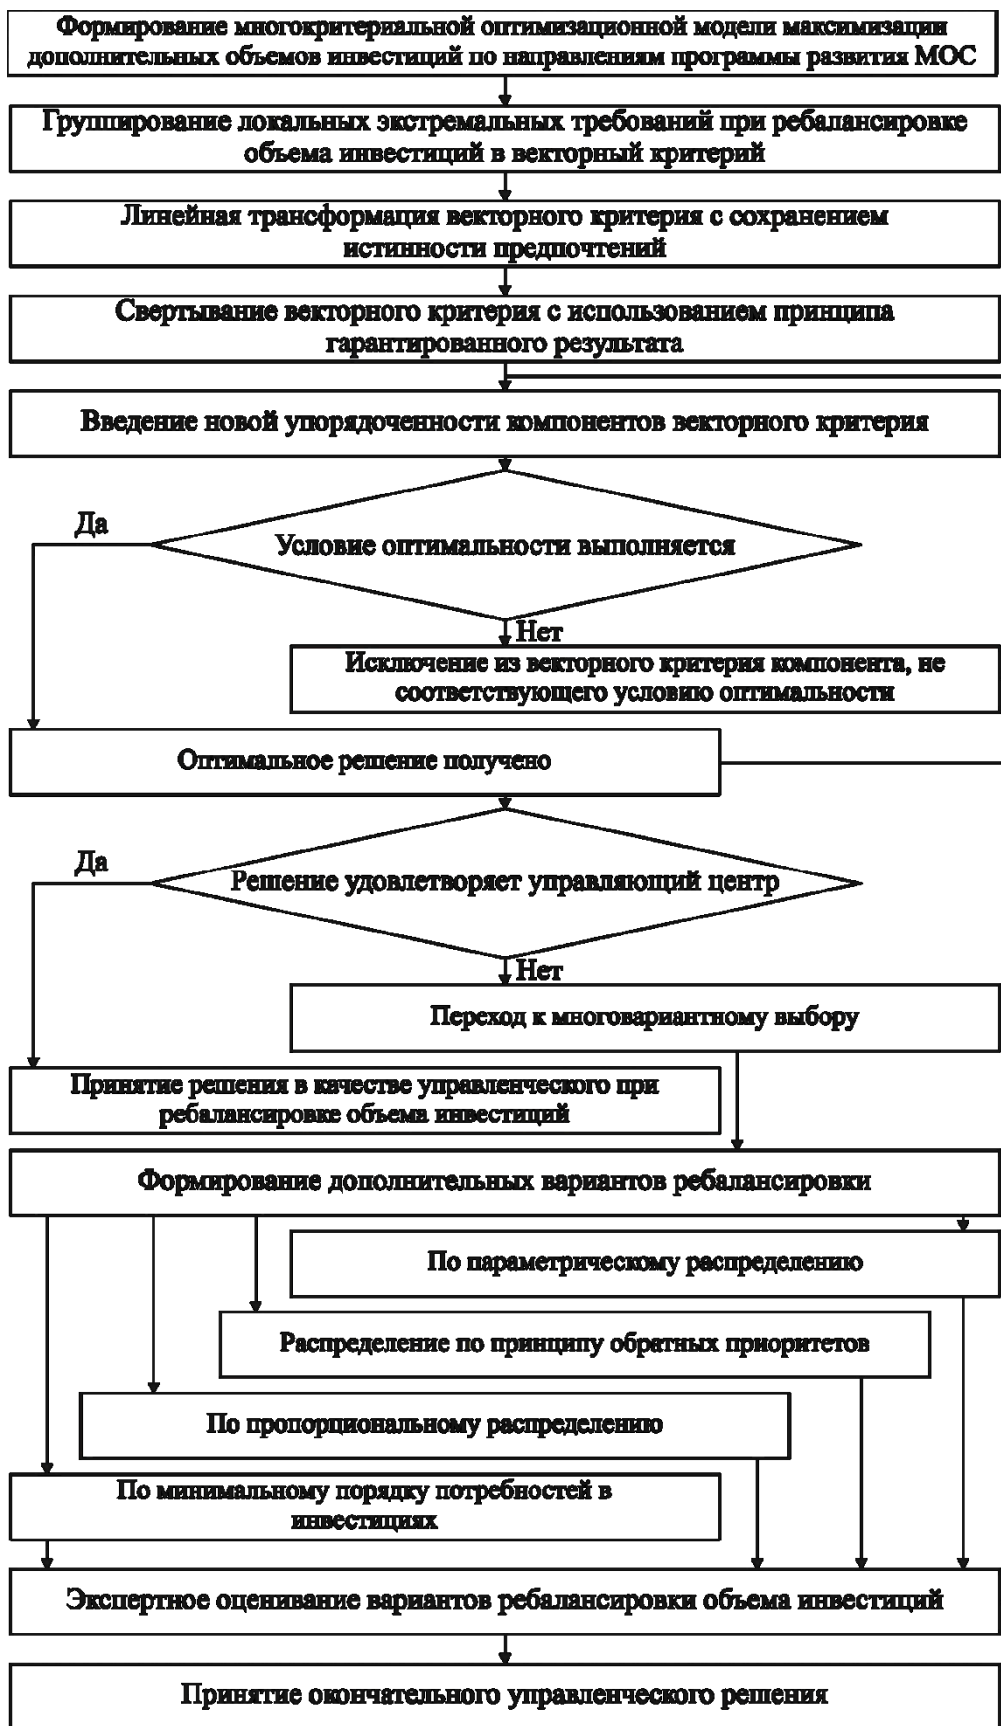 Формирование многокритериальной оптимизационной модели максимизации
дополнительных объемов инвестиций по направлениям программы развития МОС
Группирование локальных экстремальных требований при ребалансировке
объема инвестиций в векторный критерий
Линейная трансформация векторного критерия с сохранением
истинности предпочтений
Свертывание векторного критерия с использованием принципа
гарантированного результата
Введение новой упорядоченности компонентов векторного критерия
Да
Условие оптимальности выполняется
Нет
Исключение из векторного критерия компонента, не
соответствующего условию оптимальности
Оптимальное решение получено
Да
Решение удовлетворяет управляющий центр
Нет
Переход к многовариантному выбору
Принятие решения в качестве управленческого при
ребалансировке объема инвестиций
Формирование дополнительных вариантов ребалансировки
По параметрическому распределению
Распределение по принципу обратных приоритетов
По пропорциональному распределению
По минимальному порядку потребностей в
инвестициях
Экспертное оценивание вариантов ребалансировки объема инвестиций
Принятие окончательного управленческого решения